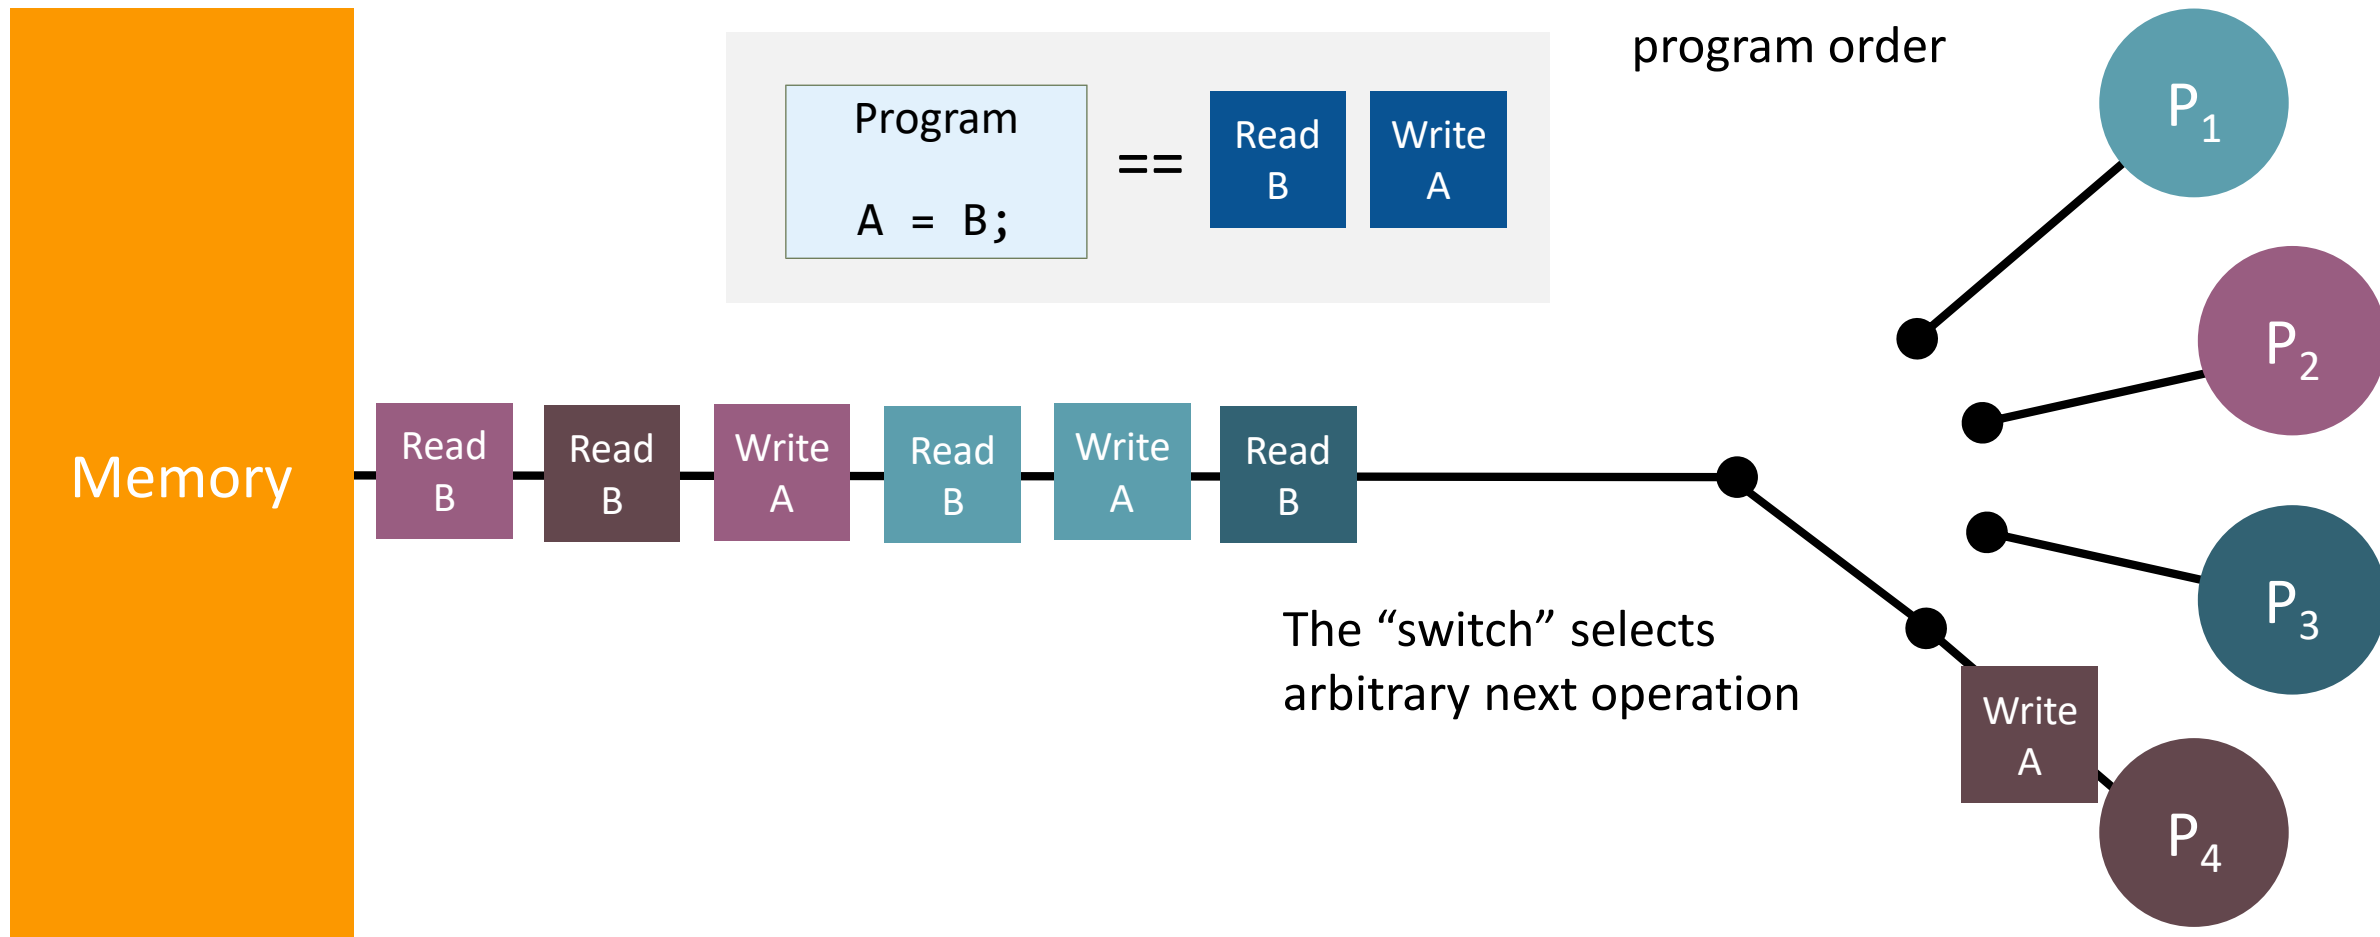 program order
Program
A = B;
==
Read
B
Write
A
P1
P2
P3
P4
Memory
Read
B
Read
B
Write
A
Read
B
Write
A
Read
B
The “switch” selects
arbitrary next operation
Write
A